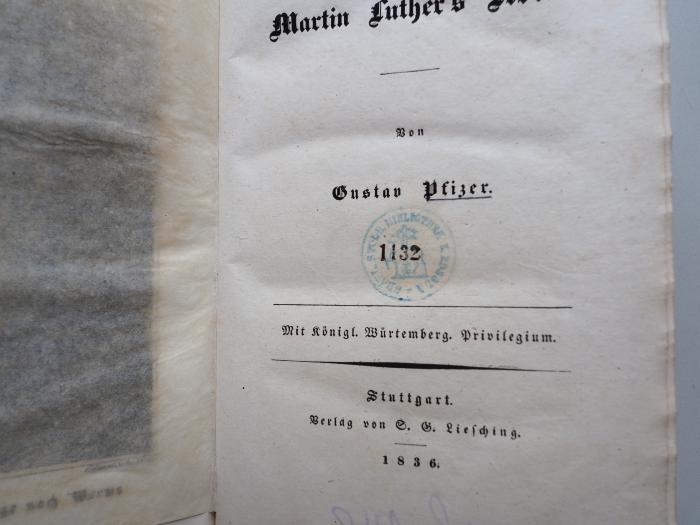 Martin Luther's
Von
Gustav Pfizer.
1132
Mit Königl. Würtemberg. Privilegium.
Stuttgart.
Verlag von S. G. Liesching.
1836.